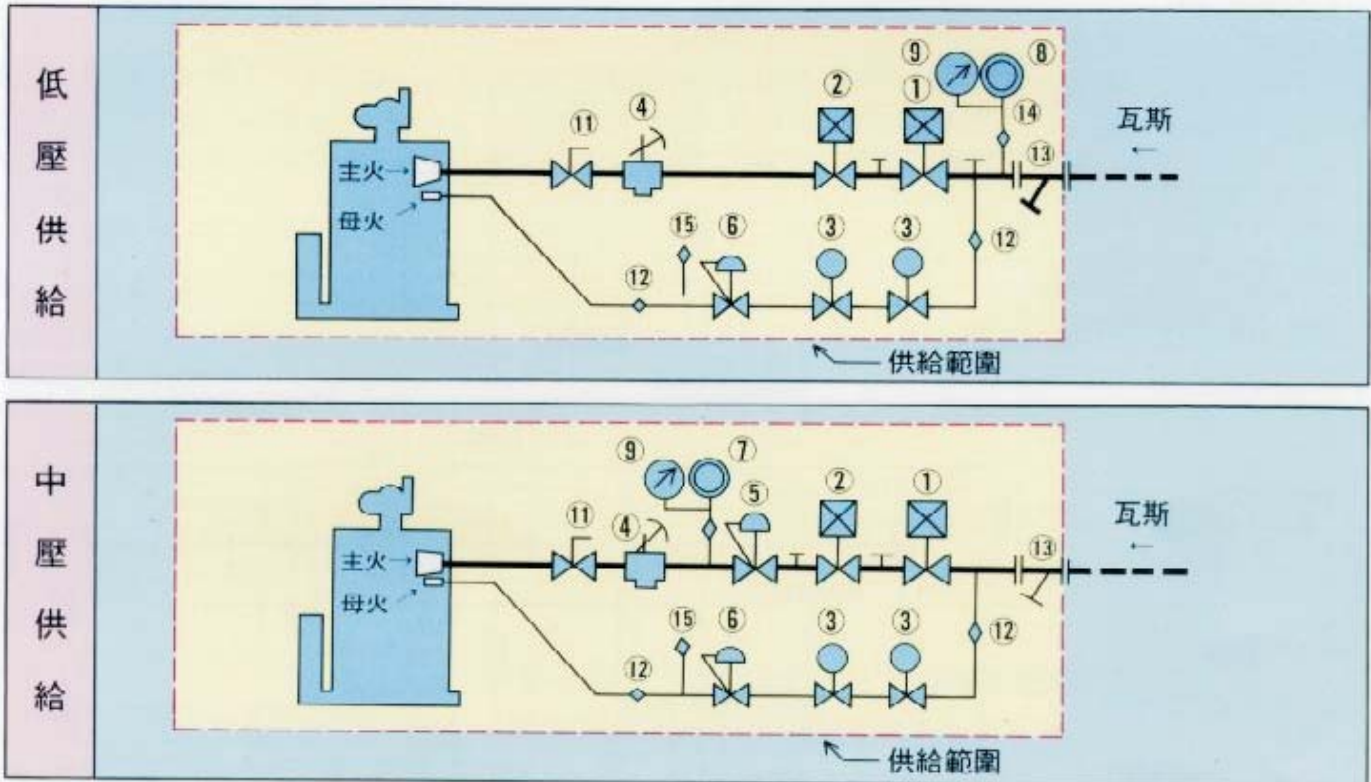 低壓供給
⑨ ⑧
② ①
④ ⑭ 瓦斯
⑪ ⑬ ←
主火→
母火→
⑮ ⑥ ③ ③ ⑫
⑫
供給範圍
中壓供給
⑨ ⑦
⑤ ② ①
⑪ ④ 瓦斯
⑬ ←
主火→
母火→
⑮ ⑥ ③ ③ ⑫
⑫
供給範圍